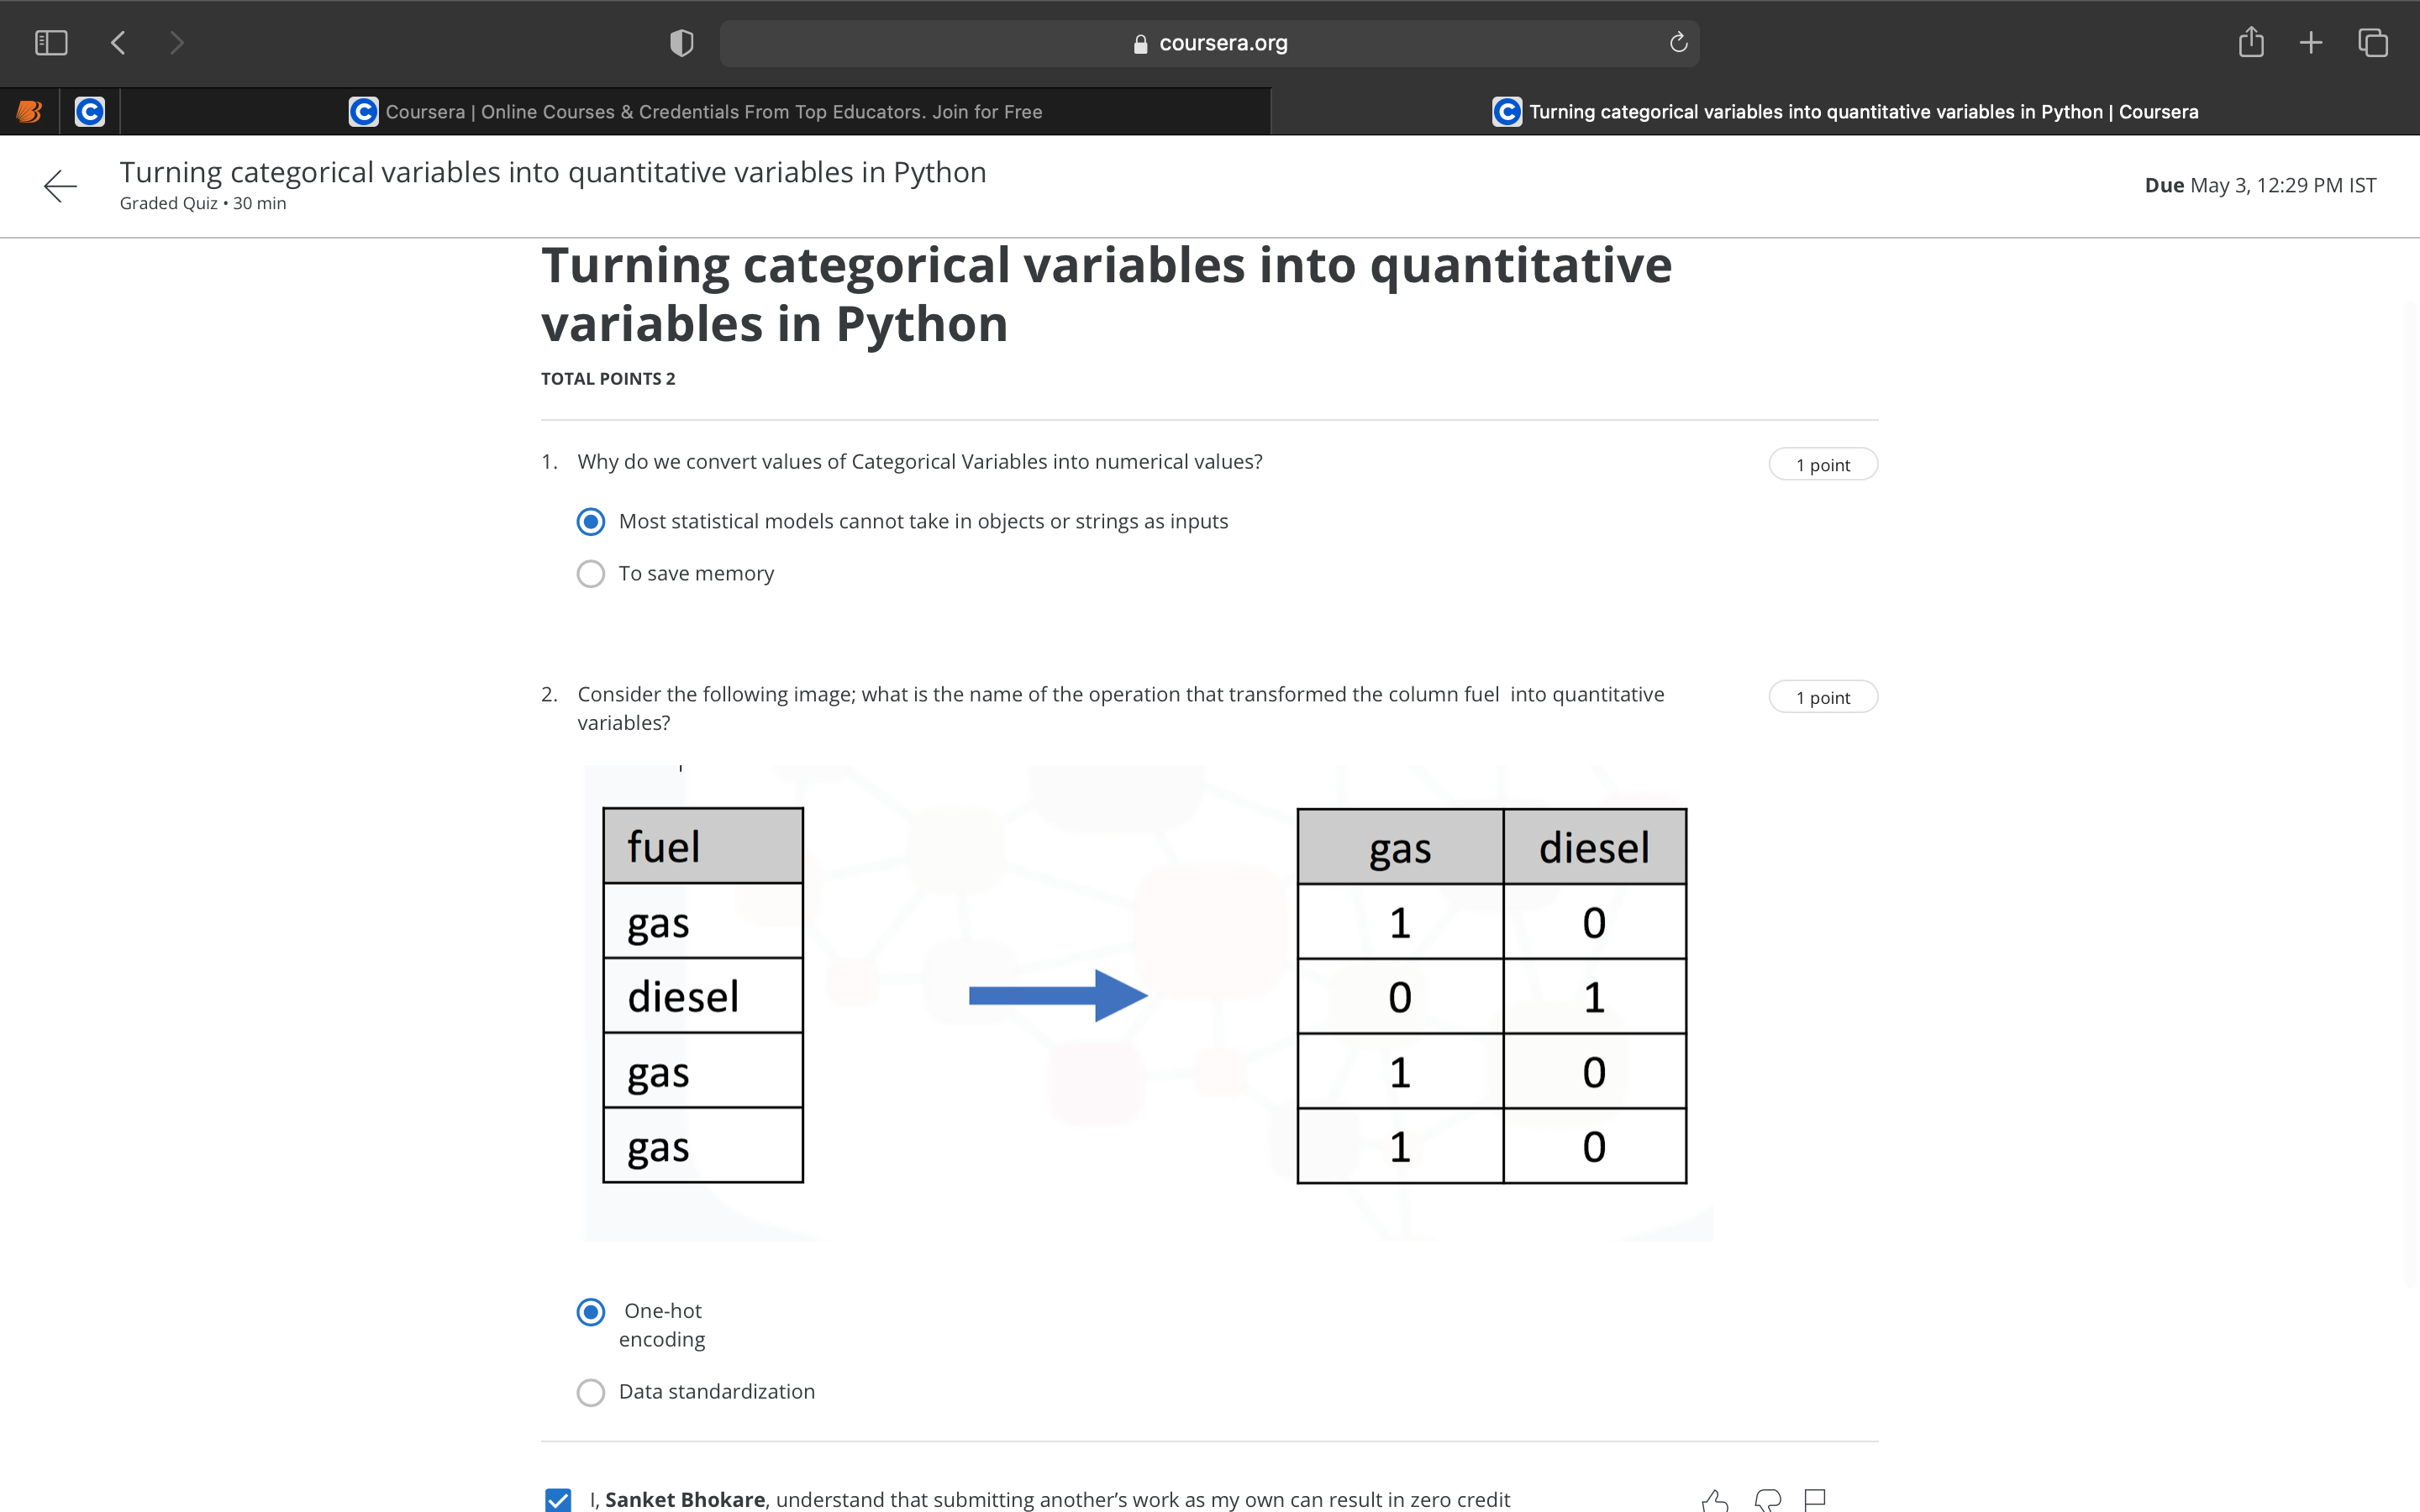 coursera.org
Coursera | Online Courses & Credentials From Top Educators. Join for Free
Turning categorical variables into quantitative variables in Python | Coursera
Turning categorical variables into quantitative variables in Python
Graded Quiz • 30 min
Due May 3, 12:29 PM IST
Turning categorical variables into quantitative
variables in Python
TOTAL POINTS 2
1. Why do we convert values of Categorical Variables into numerical values?
1 point
Most statistical models cannot take in objects or strings as inputs
To save memory
2. Consider the following image; what is the name of the operation that transformed the column fuel into quantitative
variables?
1 point
fuel
gas
diesel
gas
gas
gas diesel
1 0
0 1
1 0
1 0
One-hot
encoding
Data standardization
I, Sanket Bhokare, understand that submitting another's work as my own can result in zero credit